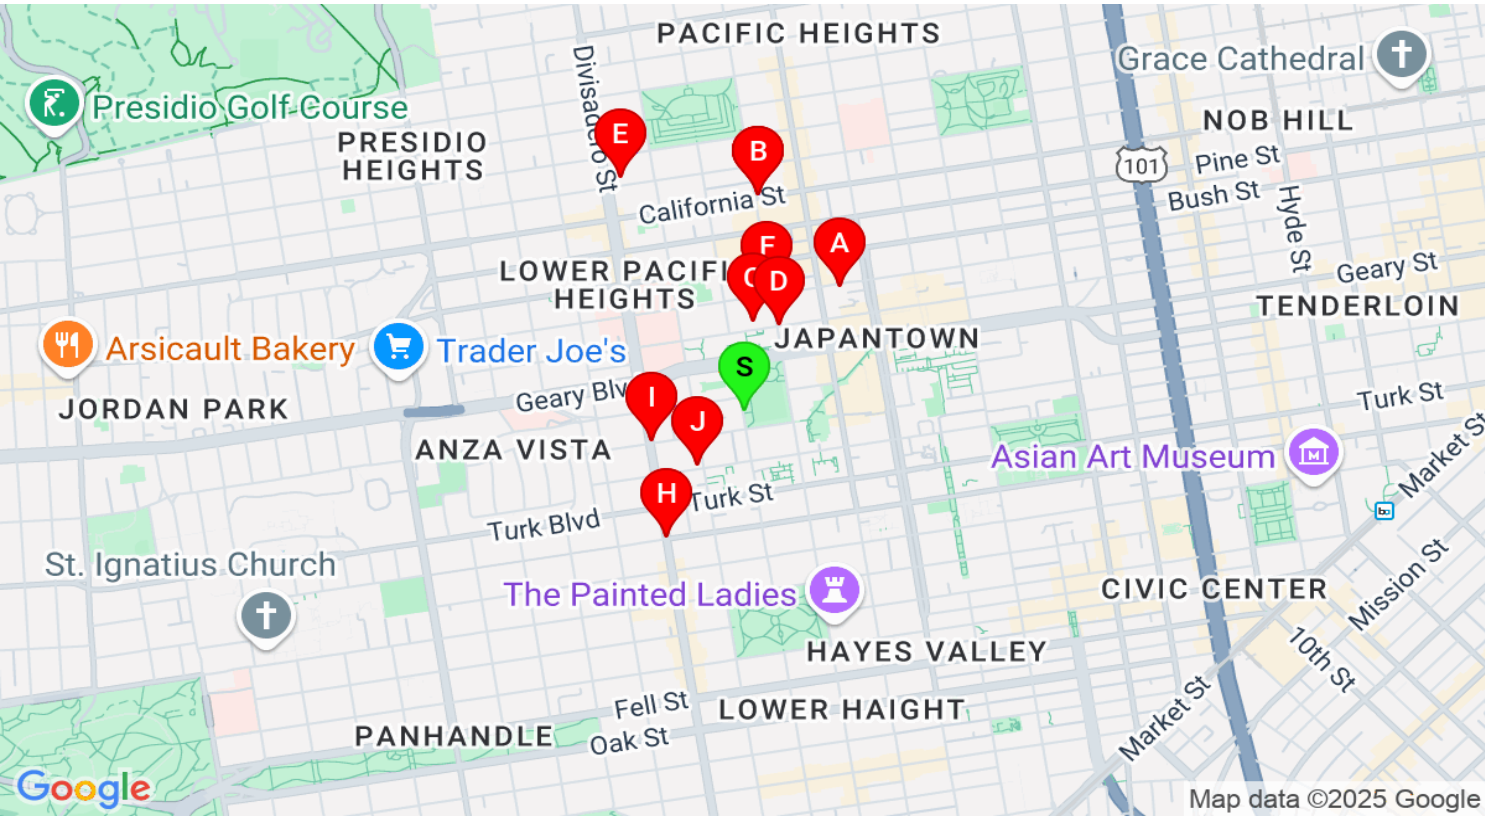 PACIFIC HEIGHTS
Grace Cathedral
Divisadero St
Presidio Golf Course
NOB HILL
PRESIDIO
HEIGHTS
E
B
101
Pine St
Bush St
California St
Hyde St
F
A
LOWER PACIFI
HEIGHTS
D
Geary St
TENDERLOIN
JAPANTOWN
Arsicault Bakery
Trader Joe's
S
Geary Blv
I
J
Turk St
JORDAN PARK
ANZA VISTA
Asian Art Museum
Market St
H
Turk St
Turk Blvd
St. Ignatius Church
The Painted Ladies
CIVIC CENTER
Mission St
HAYES VALLEY
10th St
Fell St
LOWER HAIGHT
Market St
PANHANDLE
Oak St
Google
Map data ©2025 Google